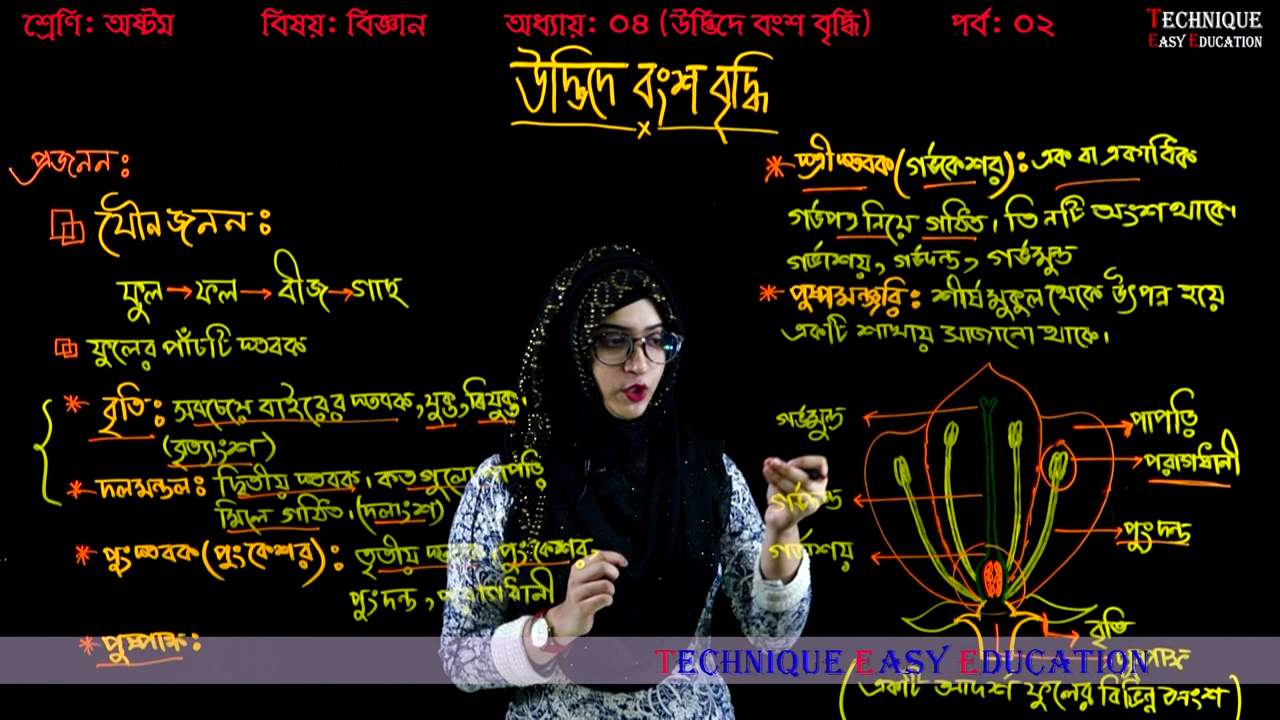 শ্রেণি: অষ্টম বিষয়: বিজ্ঞান অধ্যায়: ০৪ (উদ্ভিদে বংশ বৃদ্ধি) পর্ব: ০২
TECHNIQUE
EASY EDUCATION
উদ্ভিদে বংশ বৃদ্ধি
প্রজনন:
যৌন জনন:
ফুল → ফল → বীজ → গাছ
ফুলের পাঁচটি স্তবক
* বৃতি: সবচেয়ে বাইরের স্তবক, যুক্ত, বিযুক্ত।
(বৃত্যাংশ)
* দলমন্ডল: দ্বিতীয় স্তবক। কতগুলো পাপড়ি
মিলে গঠিত। (দলাংশ)
* পুংস্তবক (পুংকেশর): তৃতীয় স্তবক পুংকেশর,
পুংদন্ড, পরাগধানী
* পুষ্পাক্ষ:
* স্ত্রীস্তবক (গর্ভকেশর): এক বা একাধিক
গর্ভপত্র নিয়ে গঠিত। তিনটি অংশ থাকে।
গর্ভাশয়, গর্ভদন্ড, গর্ভমুন্ড
* পুষ্পমঞ্জুরি: শীর্ষ মুকুল থেকে উৎপন্ন হয়ে
একটি শাখায় সাজানো থাকে।
গর্ভমুন্ড
গর্ভদন্ড
গর্ভাশয়
পাপড়ি
পরাগধানী
পুংদন্ড
বৃতি
TECHNIQUE EASY EDUCATION
(একটি আদর্শ ফুলের বিভিন্ন অংশ)